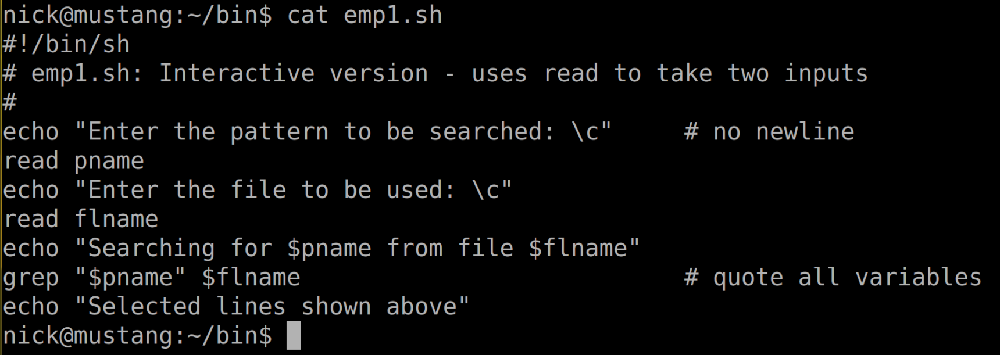 nick@mustang:~/bin$ cat emp1.sh
#!/bin/sh
# emp1.sh: Interactive version - uses read to take two inputs
#
echo "Enter the pattern to be searched: \c"     # no newline
read pname
echo "Enter the file to be used: \c"
read flname
echo "Searching for $pname from file $flname"
grep "$pname" $flname                           # quote all variables
echo "Selected lines shown above"
nick@mustang:~/bin$